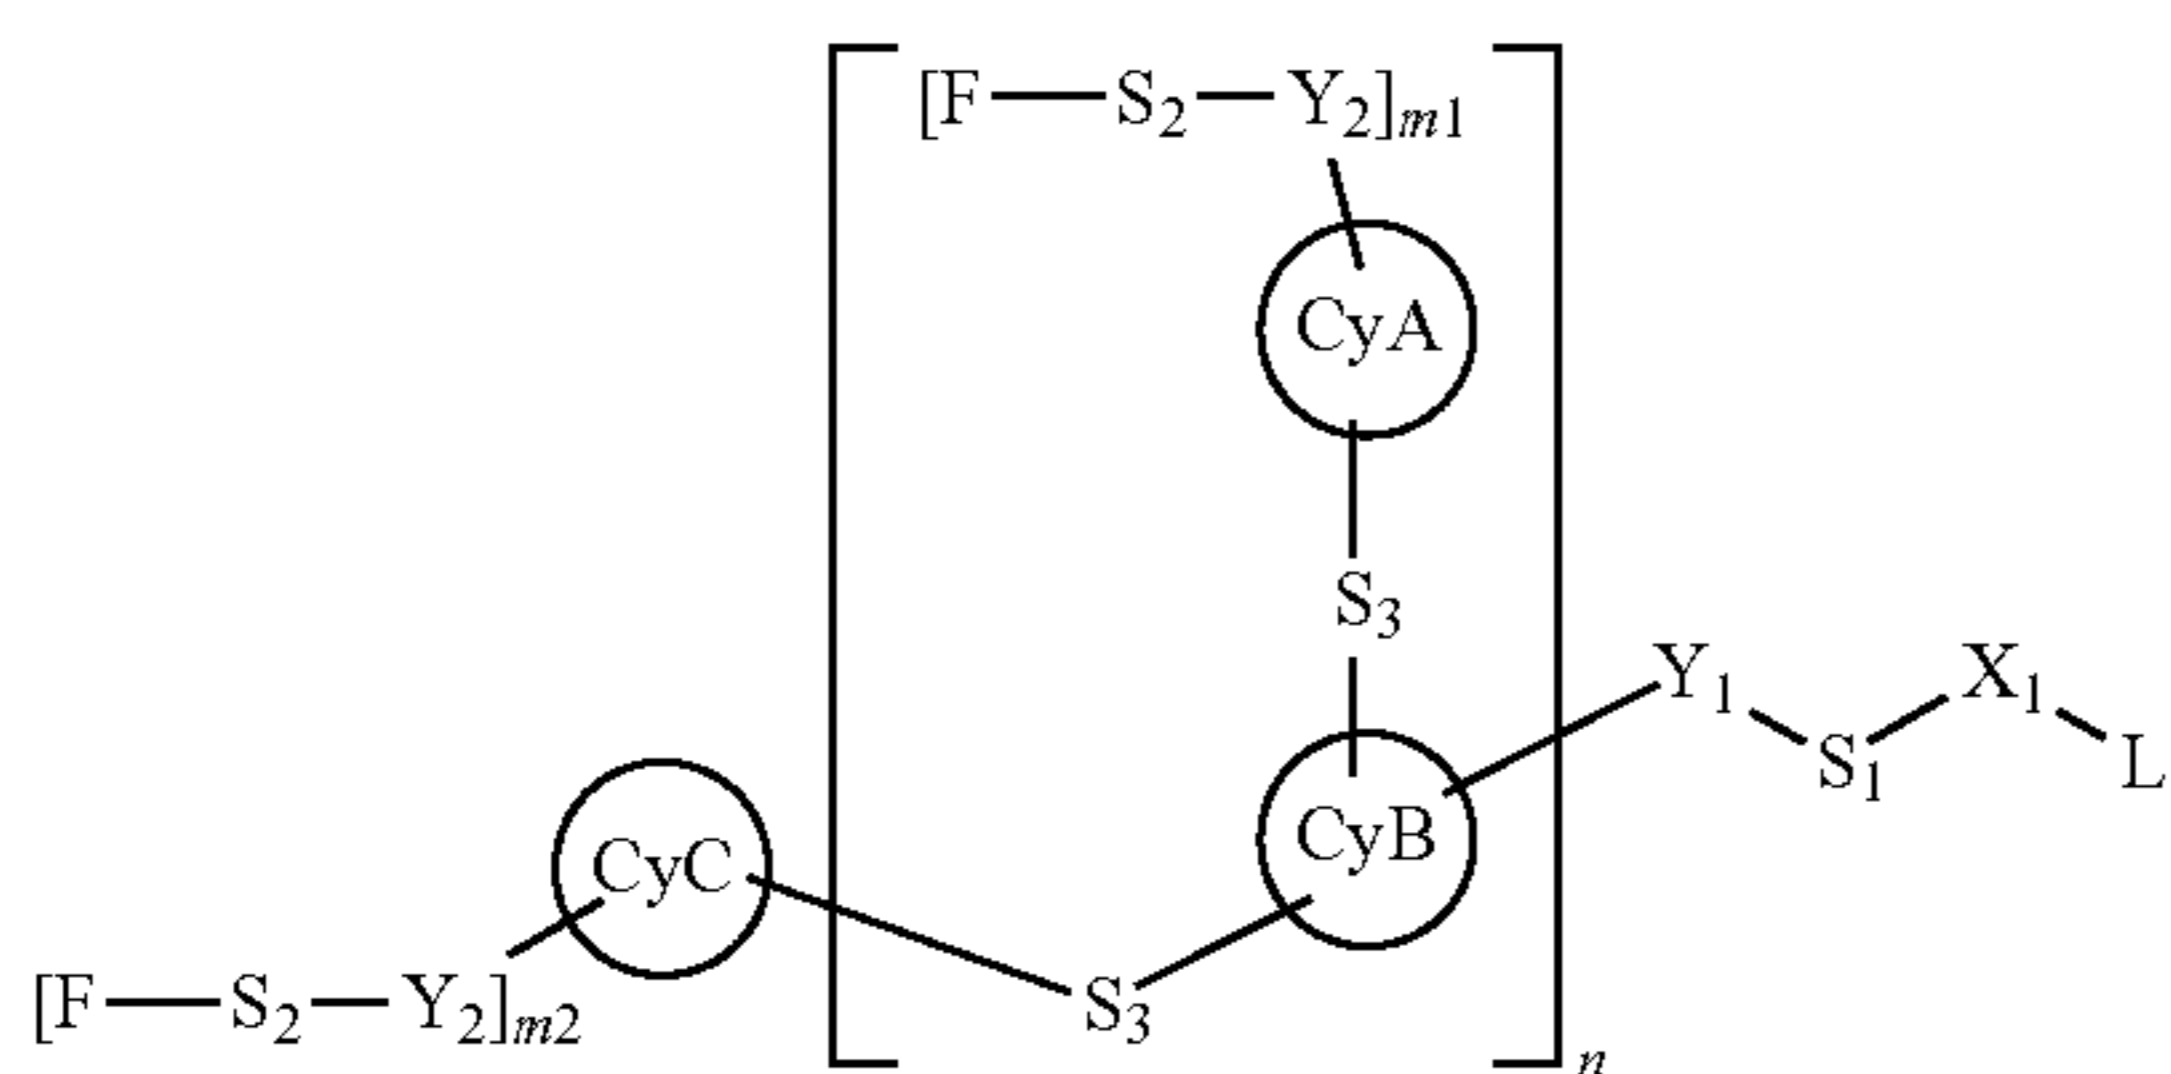 [F—S₂—Y₂]ₘ₁
CyA
S₃
Y₁ X₁
S₁ L
CyC CyB
[F—S₂—Y₂]ₘ₂ S₃
n